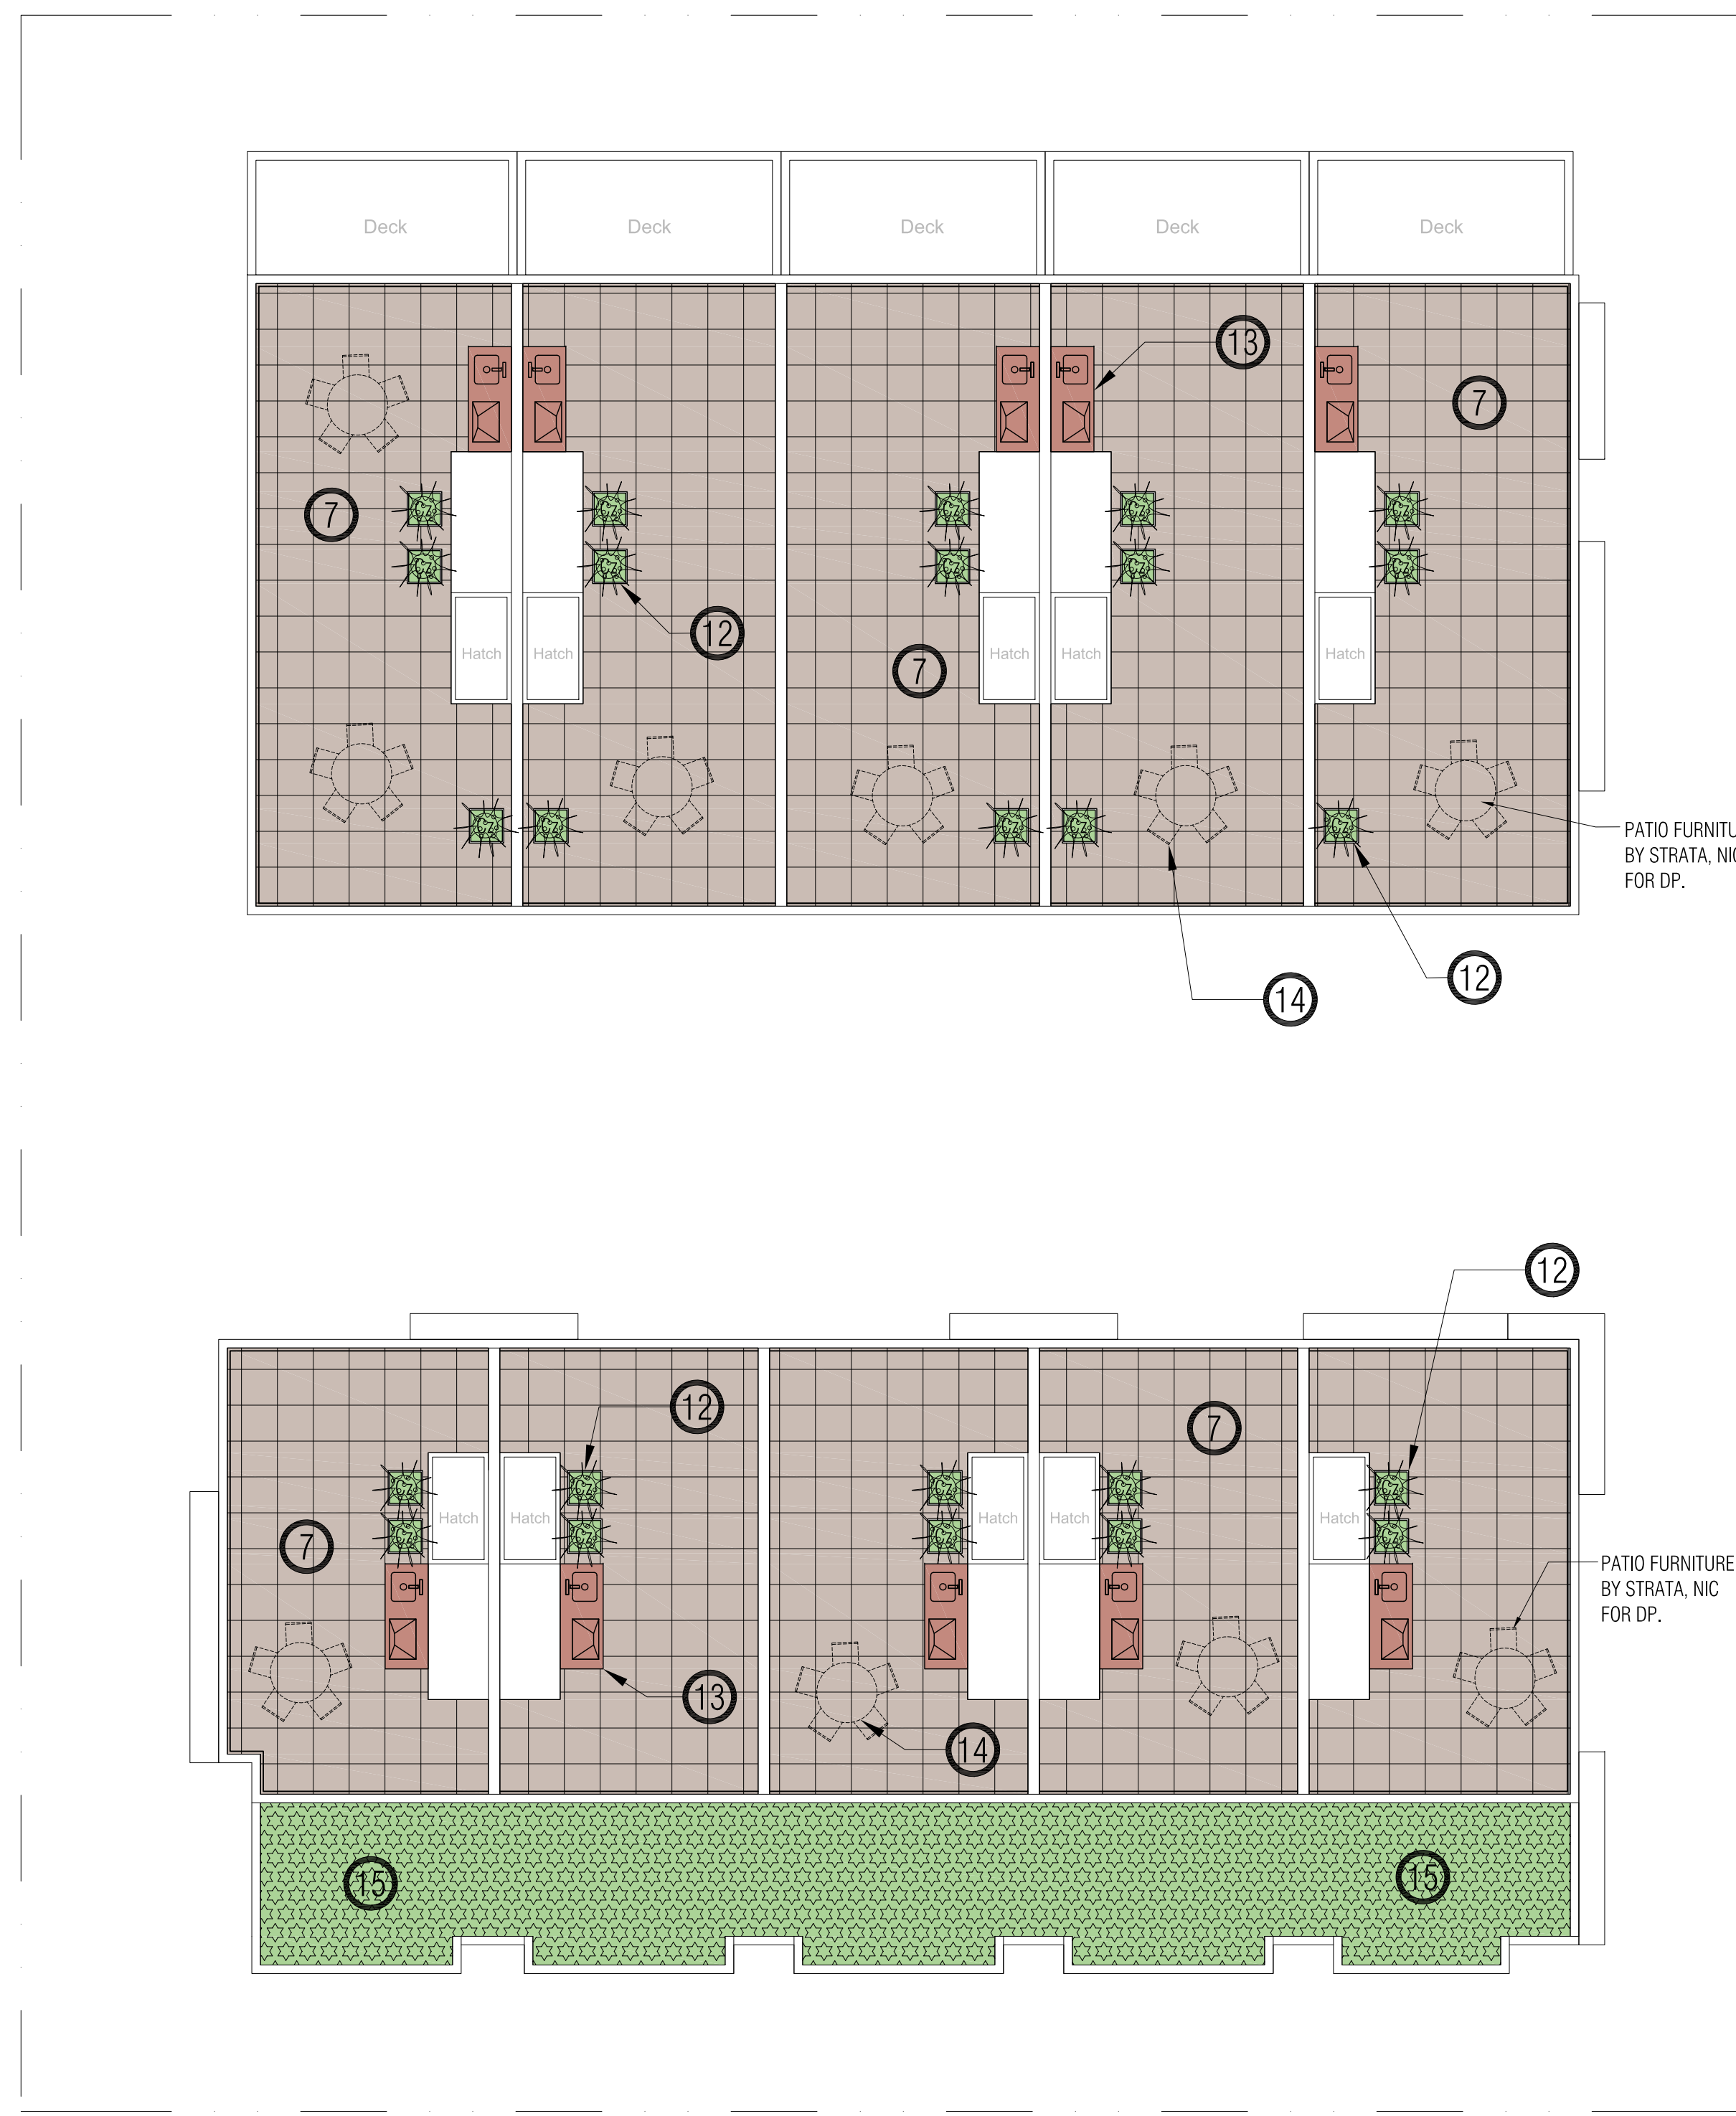 Deck Deck Deck Deck Deck
13
7
7
12
Hatch Hatch Hatch Hatch Hatch
7
PATIO FURNITU
BY STRATA, NIC
FOR DP.
12
14
12
12
7
Hatch Hatch Hatch Hatch Hatch
7
PATIO FURNITURE
BY STRATA, NIC
FOR DP.
13
14
15 15